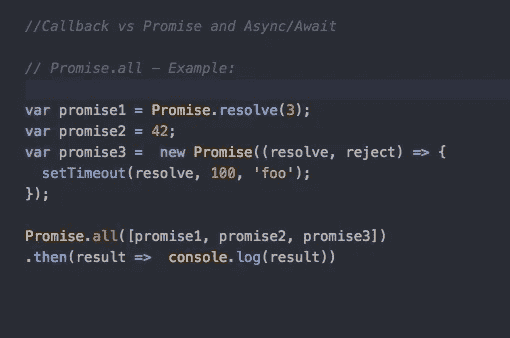 //Callback vs Promise and Async/Await
// Promise.all – Example:
var promise1 = Promise.resolve(3);
var promise2 = 42;
var promise3 =  new Promise((resolve, reject) => {
  setTimeout(resolve, 100, 'foo');
});
Promise.all([promise1, promise2, promise3])
.then(result =>  console.log(result))